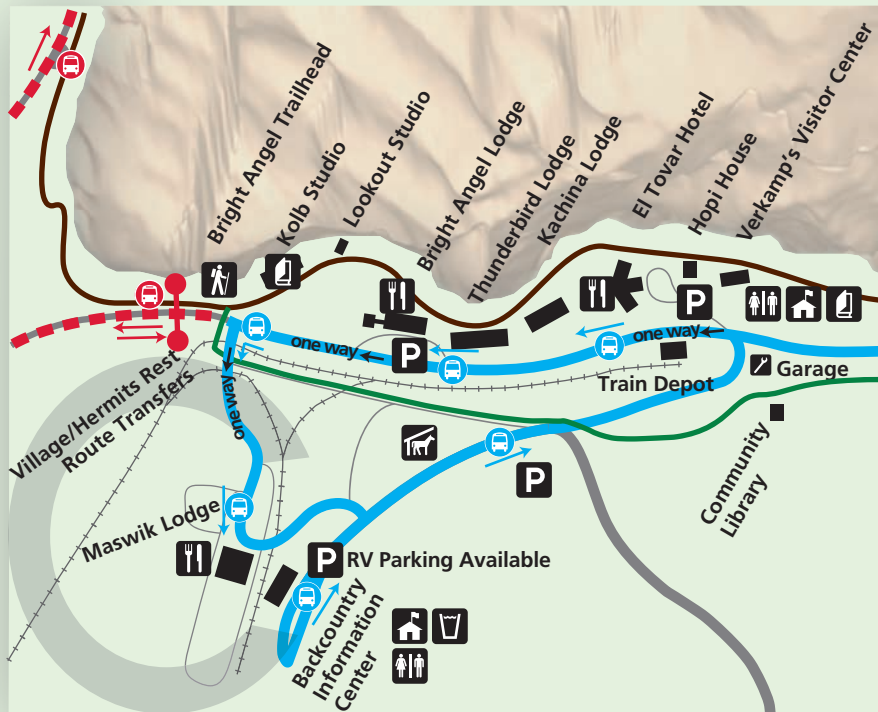 Bright Angel Trailhead
Kolb Studio
Lookout Studio
Bright Angel Lodge
Thunderbird Lodge
Kachina Lodge
El Tovar Hotel
Hopi House
Verkamp's Visitor Center
one way
one way
one way
P
P
Train Depot
Garage
Village/Hermits Rest
Route Transfers
Community
Library
P
Maswik Lodge
P
RV Parking Available
Backcountry
Information
Center
C